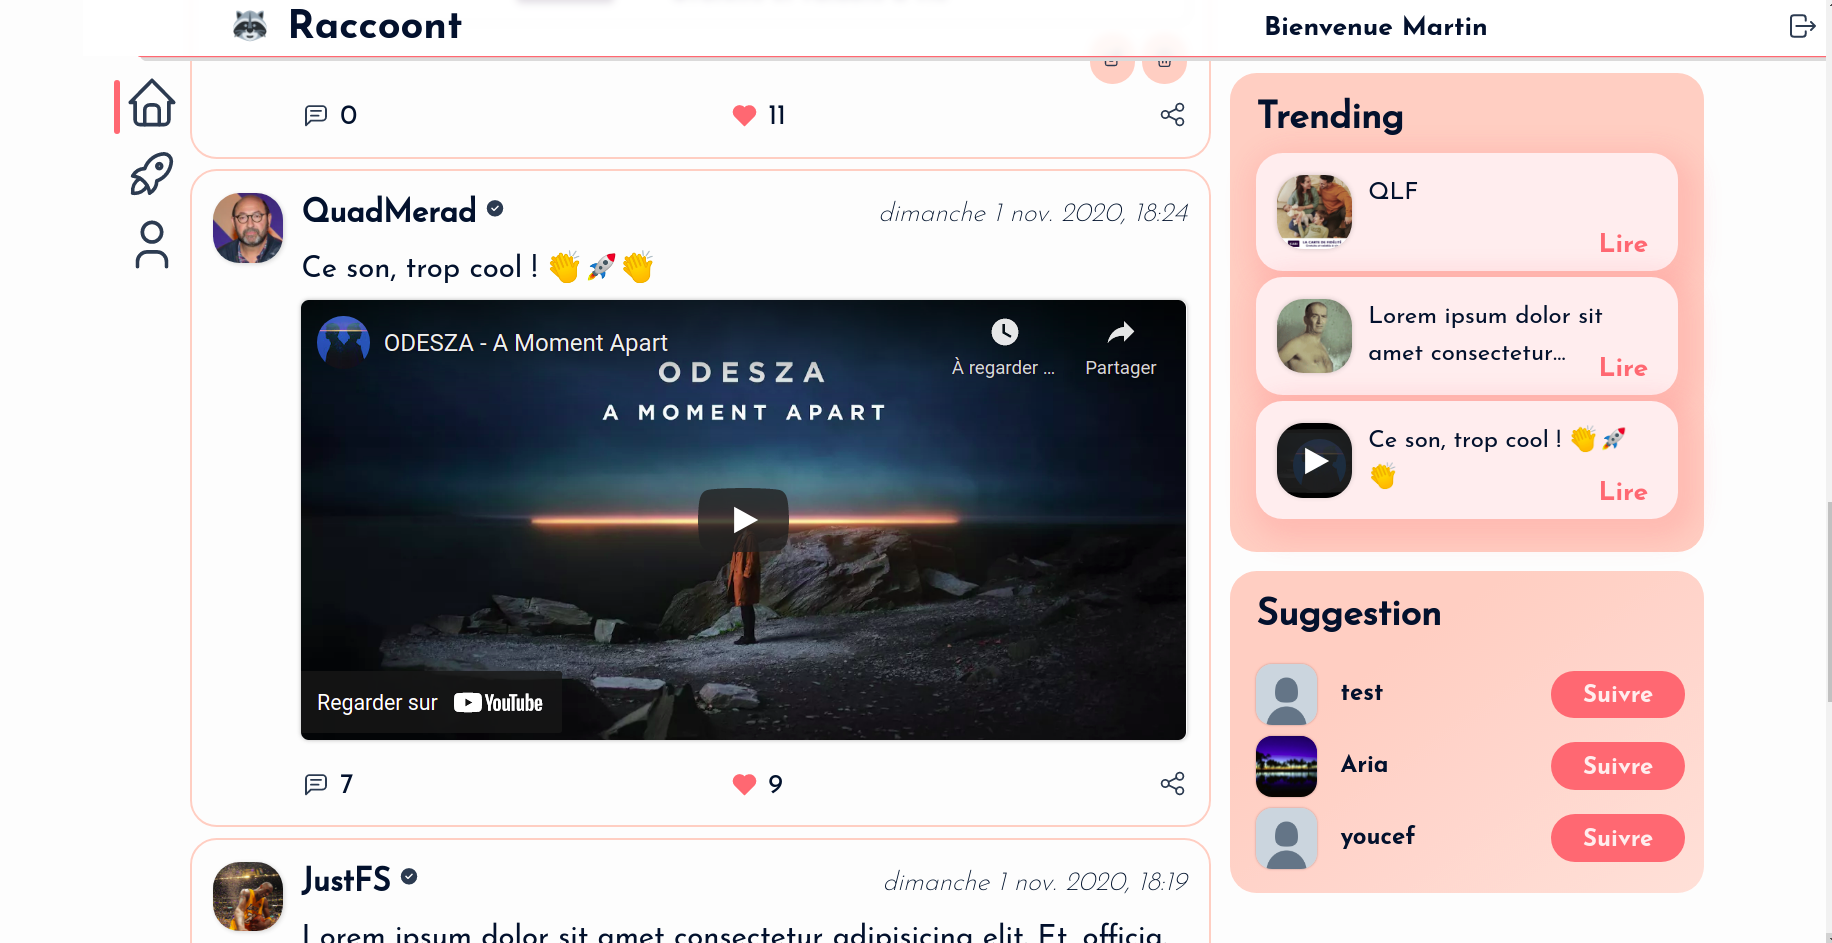 Raccoont
Bienvenue Martin
0
11
QuadMerad
dimanche 1 nov. 2020, 18:24
Ce son, trop cool ! 👏🚀👏
ODESZA - A Moment Apart
À regarder ...
Partager
ODESZA
A MOMENT APART
Regarder sur YouTube
7
9
JustFS
dimanche 1 nov. 2020, 18:19
Lorem ipsum dolor sit amet consectetur adipisicing elit. Et, officia,
Trending
QLF
Lire
Lorem ipsum dolor sit
amet consectetur...
Lire
Ce son, trop cool ! 👏🚀
👏
Lire
Suggestion
test
Suivre
Aria
Suivre
youcef
Suivre